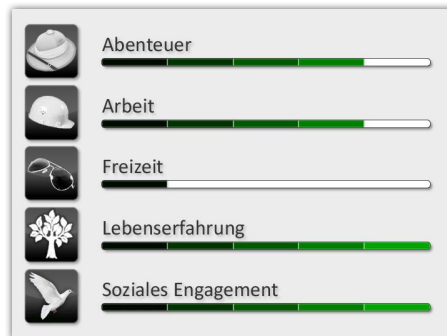 Abenteuer
Arbeit
Freizeit
Lebenserfahrung
Soziales Engagement